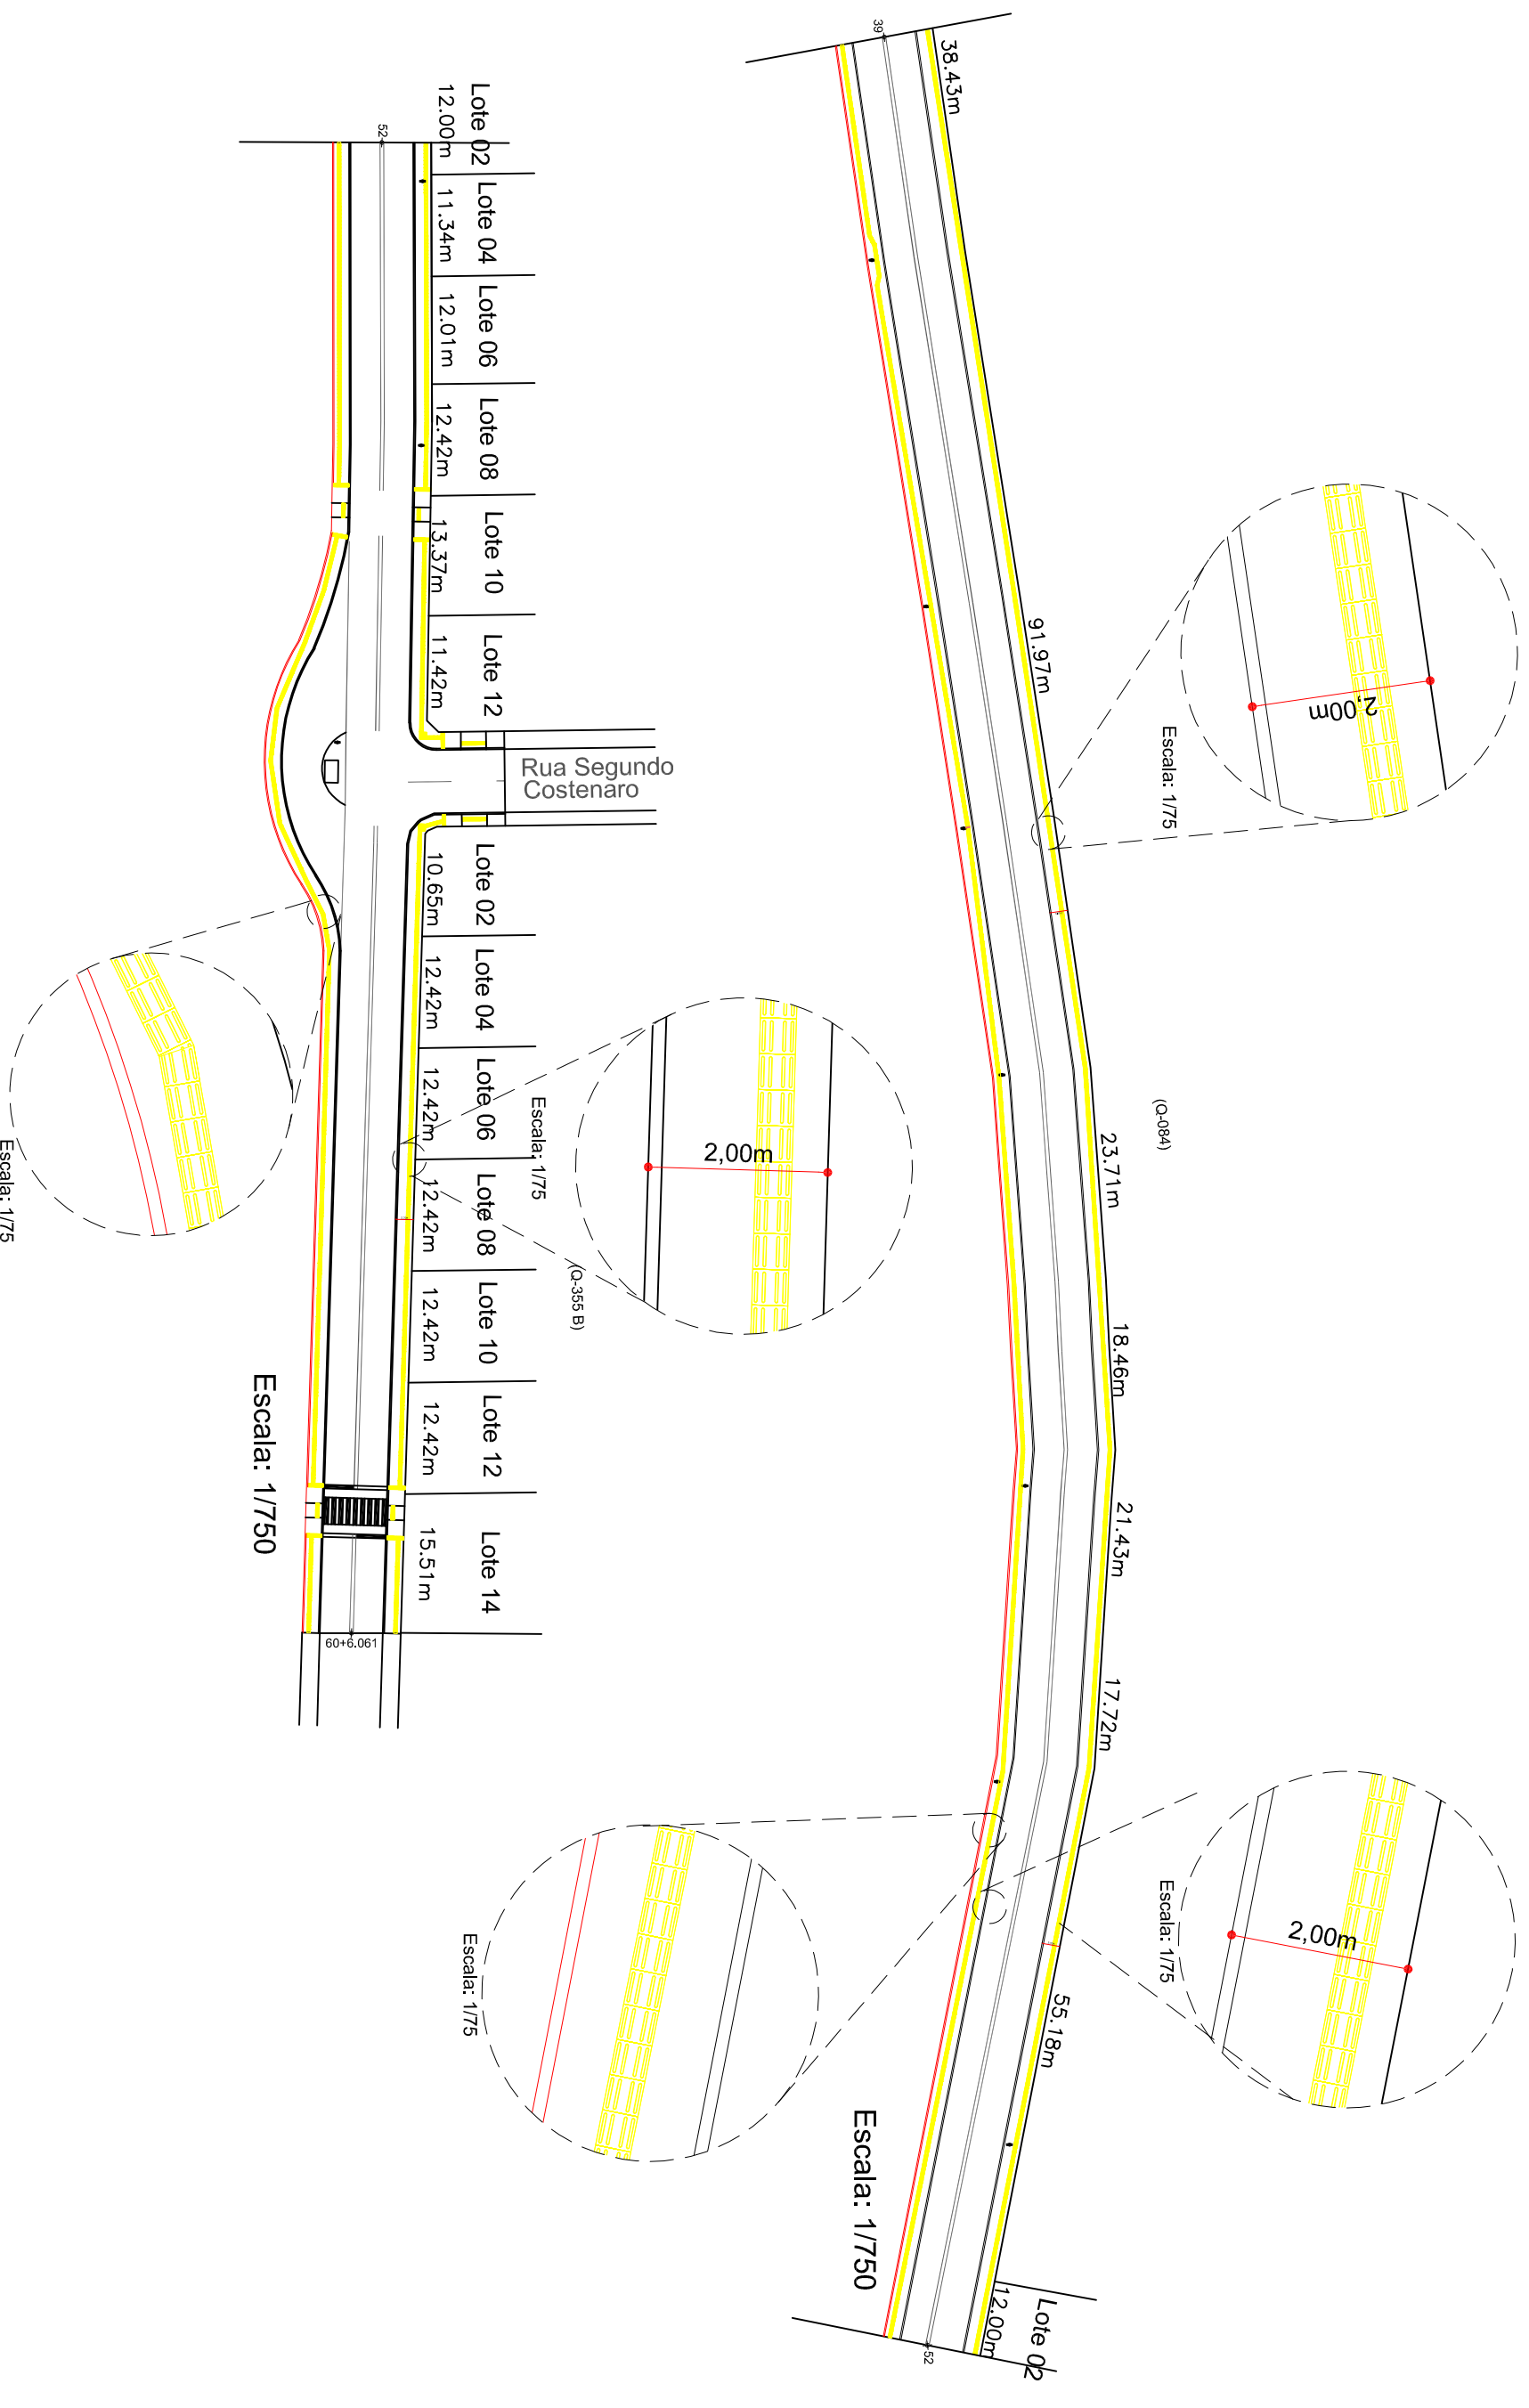 39
38.43m
91.97m
2,00m
Escala: 1/75
(Q-084)
23.71m
18.46m
21.43m
17.72m
2,00m
Escala: 1/75
55.18m
Escala: 1/75
Escala: 1/750
12.00m
Lote 02
52
52
Lote 02
12.00m
Lote 04
11.34m
Lote 06
12.01m
Lote 08
12.42m
Lote 10
13.37m
Lote 12
11.42m
Rua Segundo
Costenaro
Lote 02
10.65m
Lote 04
12.42m
Lote 06
12.42m
Lote 08
12.42m
Lote 10
12.42m
Lote 12
12.42m
Lote 14
15.51m
2,00m
Escala: 1/75
(Q-355 B)
Escala: 1/75
Escala: 1/750
60+6.061